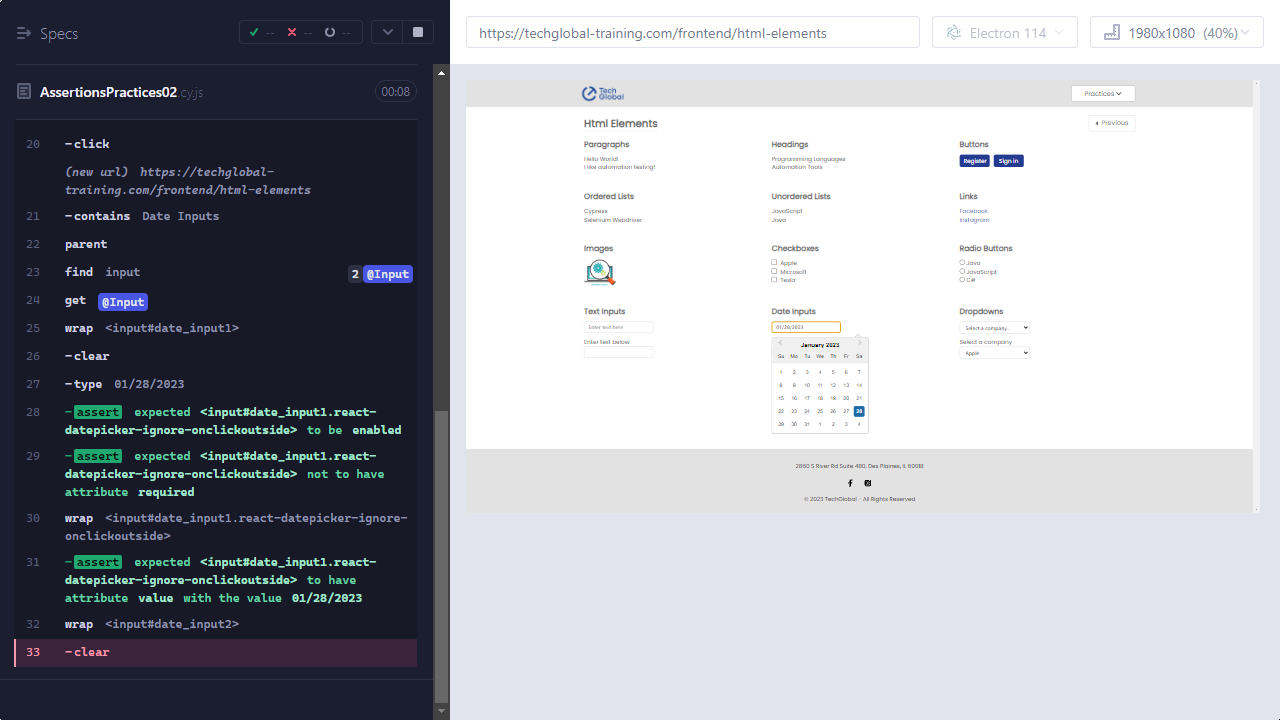 Specs
--
--
--
https://techglobal-training.com/frontend/html-elements
Electron 114
1980x1080 (40%)
AssertionsPractices02.cy.js
00:08
20 -click
(new url) https://techglobal-
training.com/frontend/html-elements
21 -contains Date Inputs
22 parent
23 find input 2 @Input
24 get @Input
25 wrap <input#date_input1>
26 -clear
27 -type 01/28/2023
28 -assert expected <input#date_input1.react-
datepicker-ignore-onclickoutside> to be enabled
29 -assert expected <input#date_input1.react-
datepicker-ignore-onclickoutside> not to have
attribute required
30 wrap <input#date_input1.react-datepicker-ignore-
onclickoutside>
31 -assert expected <input#date_input1.react-
datepicker-ignore-onclickoutside> to have
attribute value with the value 01/28/2023
32 wrap <input#date_input2>
33 -clear
Tech
Global
Practices
Html Elements
Previous
Paragraphs
Hello World!
I like automation testing!
Headings
Programming Languages
Automation Tools
Buttons
Register Sign in
Ordered Lists
Cypress
Selenium Webdriver
Unordered Lists
JavaScript
Java
Links
Facebook
Instagram
Images
Checkboxes
Apple
Microsoft
Tesla
Radio Buttons
Java
JavaScript
C#
Text Inputs
Enter text here
Enter text below
Date Inputs
01/28/2023
January 2023
Su Mo Tu We Th Fr Sa
1 2 3 4 5 6 7
8 9 10 11 12 13 14
15 16 17 18 19 20 21
22 23 24 25 26 27 28
29 30 31 1 2 3 4
Dropdowns
Select a company...
Select a company
Apple
2860 S River Rd Suite 480, Des Plaines, IL 60018
© 2023 TechGlobal - All Rights Reserved